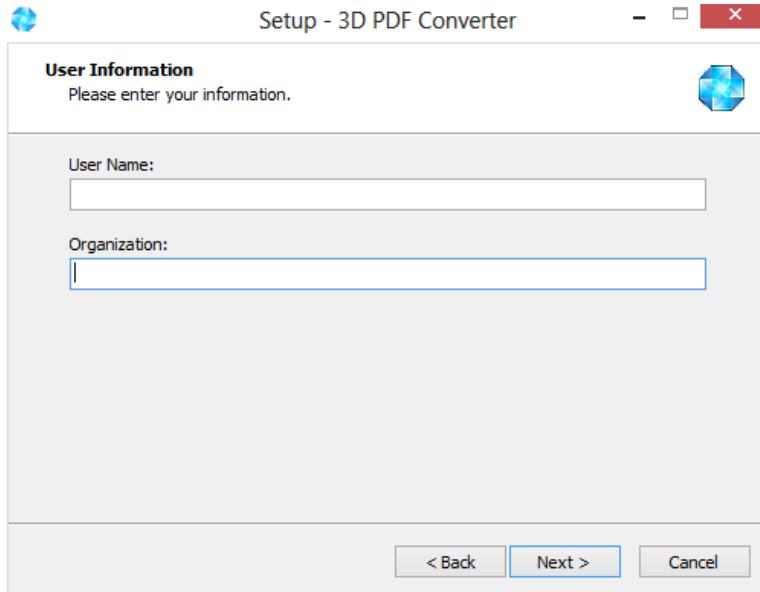 Setup - 3D PDF Converter
User Information
Please enter your information.
User Name:
Organization:
< Back
Next >
Cancel